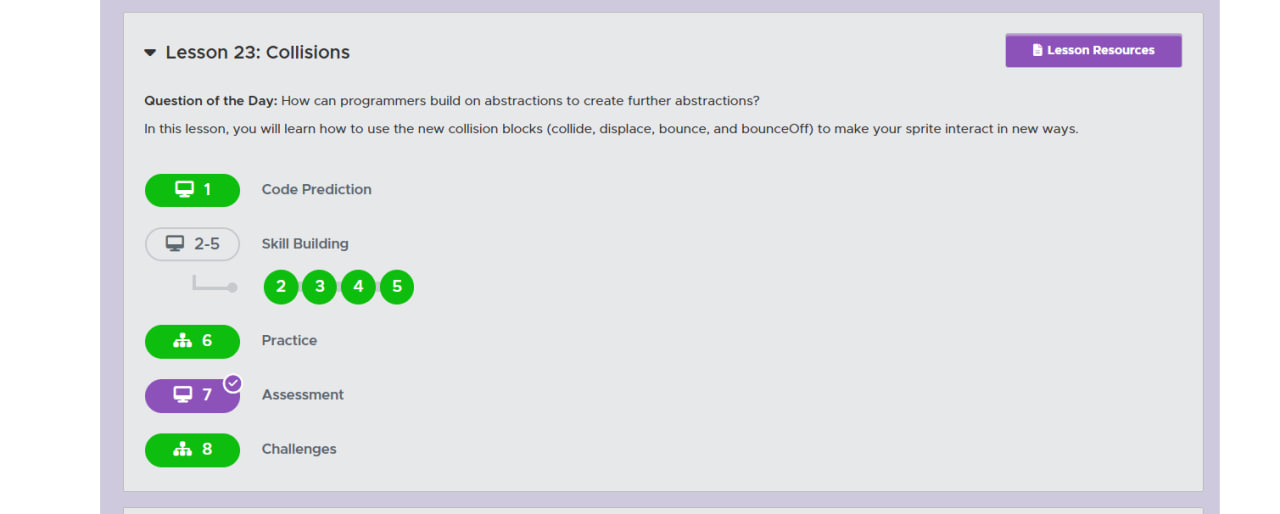 Lesson 23: Collisions
Lesson Resources
Question of the Day: How can programmers build on abstractions to create further abstractions?
In this lesson, you will learn how to use the new collision blocks (collide, displace, bounce, and bounceOff) to make your sprite interact in new ways.
1 Code Prediction
2-5 Skill Building
2 3 4 5
6 Practice
7 Assessment
8 Challenges